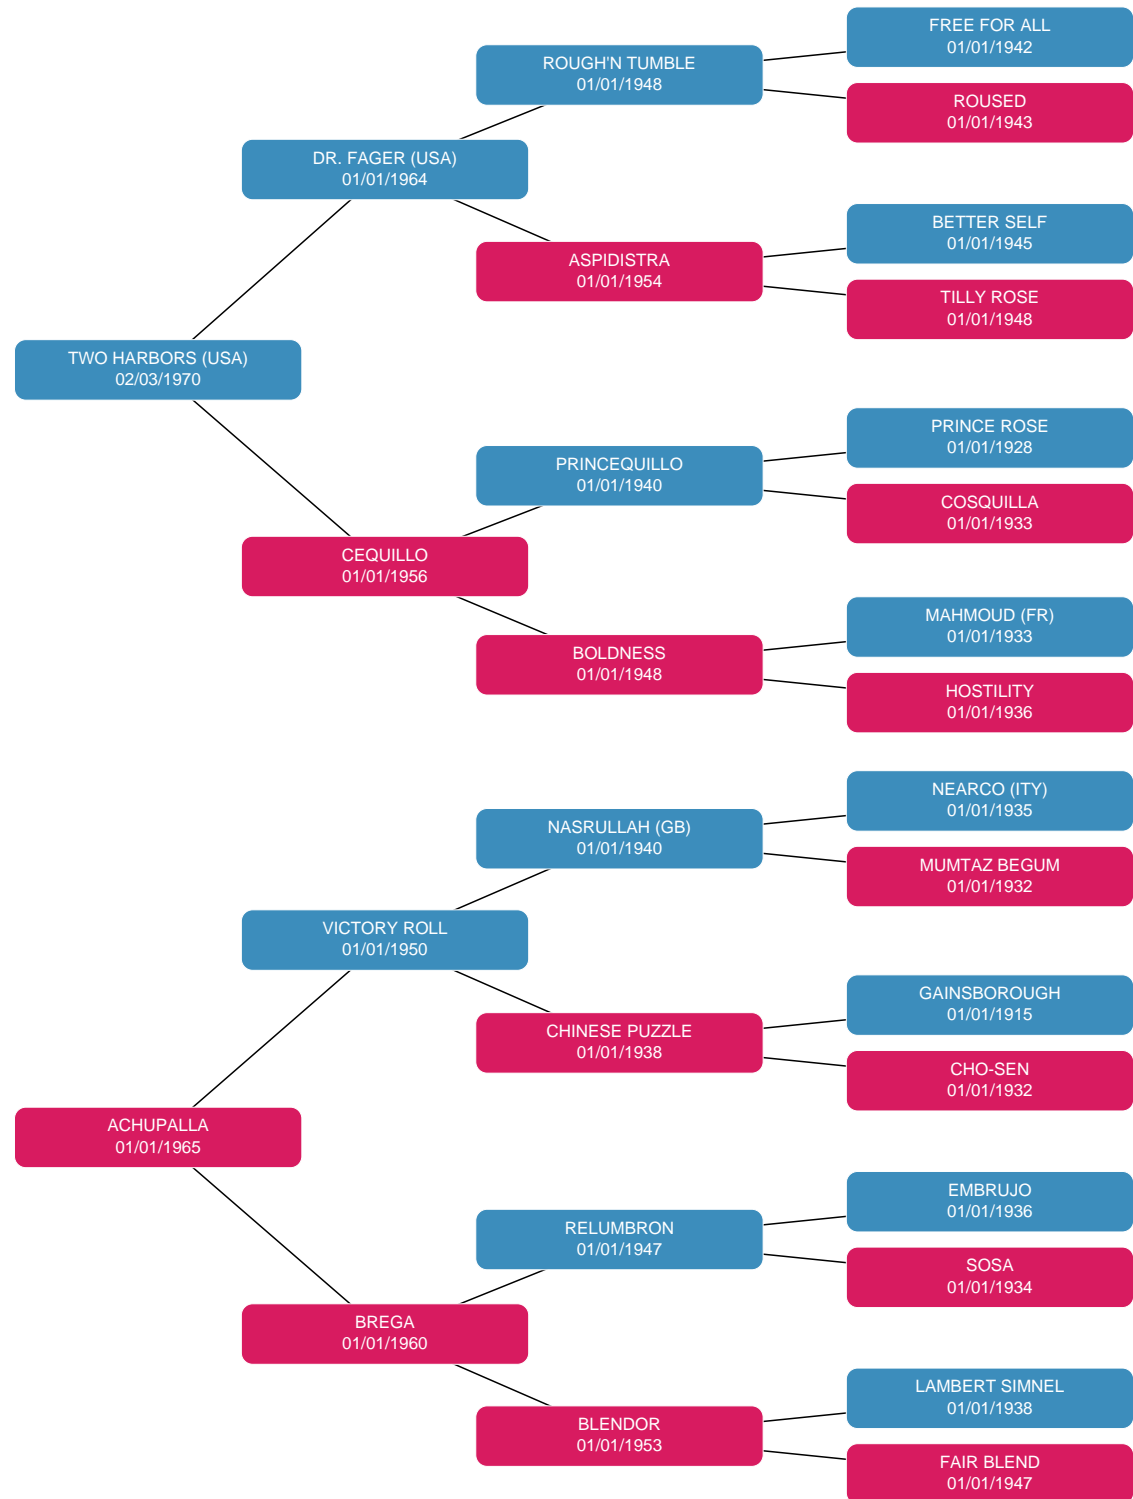 FREE FOR ALL
01/01/1942
ROUGH'N TUMBLE
01/01/1948
ROUSED
01/01/1943
DR. FAGER (USA)
01/01/1964
BETTER SELF
01/01/1945
ASPIDISTRA
01/01/1954
TILLY ROSE
01/01/1948
TWO HARBORS (USA)
02/03/1970
PRINCE ROSE
01/01/1928
PRINCEQUILLO
01/01/1940
COSQUILLA
01/01/1933
CEQUILLO
01/01/1956
MAHMOUD (FR)
01/01/1933
BOLDNESS
01/01/1948
HOSTILITY
01/01/1936
NEARCO (ITY)
01/01/1935
NASRULLAH (GB)
01/01/1940
MUMTAZ BEGUM
01/01/1932
VICTORY ROLL
01/01/1950
GAINSBOROUGH
01/01/1915
CHINESE PUZZLE
01/01/1938
CHO-SEN
01/01/1932
ACHUPALLA
01/01/1965
EMBRUJO
01/01/1936
RELUMBRON
01/01/1947
SOSA
01/01/1934
BREGA
01/01/1960
LAMBERT SIMNEL
01/01/1938
BLENDOR
01/01/1953
FAIR BLEND
01/01/1947